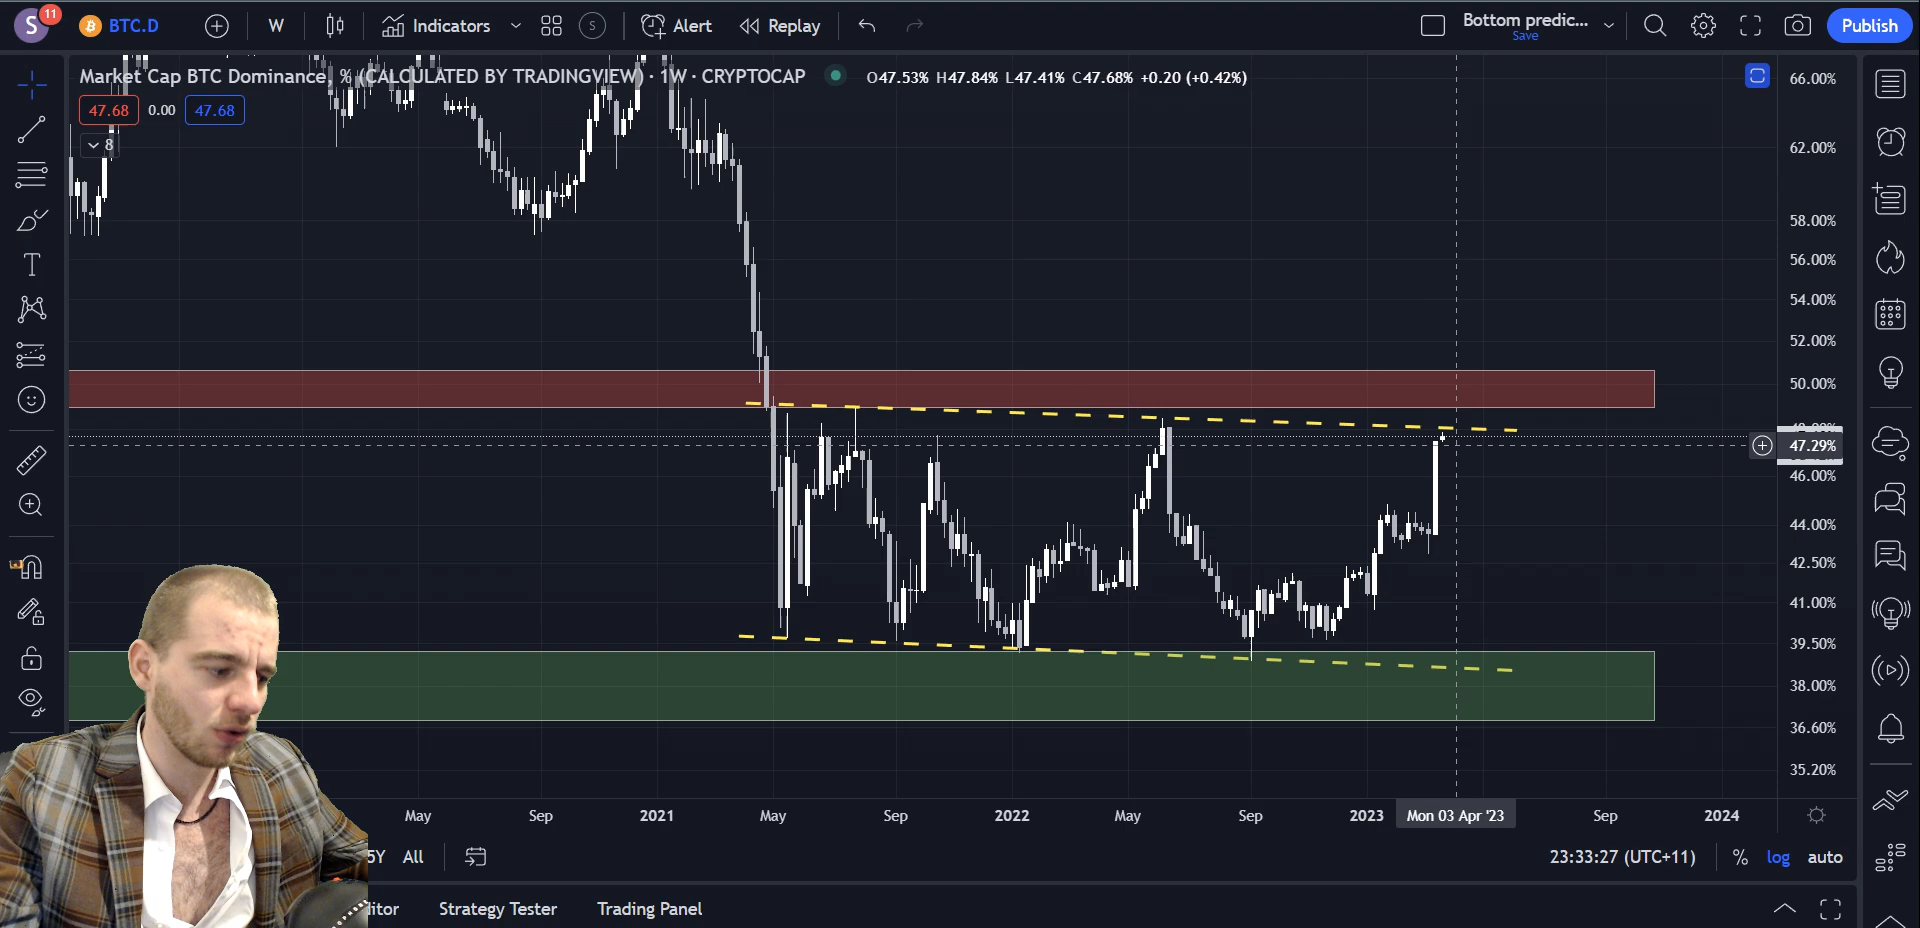 S
11
BTC.D
W
Indicators
S
Alert
Replay
Bottom predic...
Save
Publish
Market Cap BTC Dominance, % (CALCULATED BY TRADINGVIEW) · 1W · CRYPTOCAP
O47.53% H47.84% L47.41% C47.68% +0.20 (+0.42%)
47.68
0.00
47.68
8
66.00%
62.00%
58.00%
56.00%
54.00%
52.00%
50.00%
47.29%
46.00%
44.00%
42.50%
41.00%
39.50%
38.00%
36.60%
35.20%
May
Sep
2021
May
Sep
2022
May
Sep
2023
Mon 03 Apr '23
Sep
2024
5Y
All
23:33:27 (UTC+11)
%
log
auto
Strategy Tester
Trading Panel